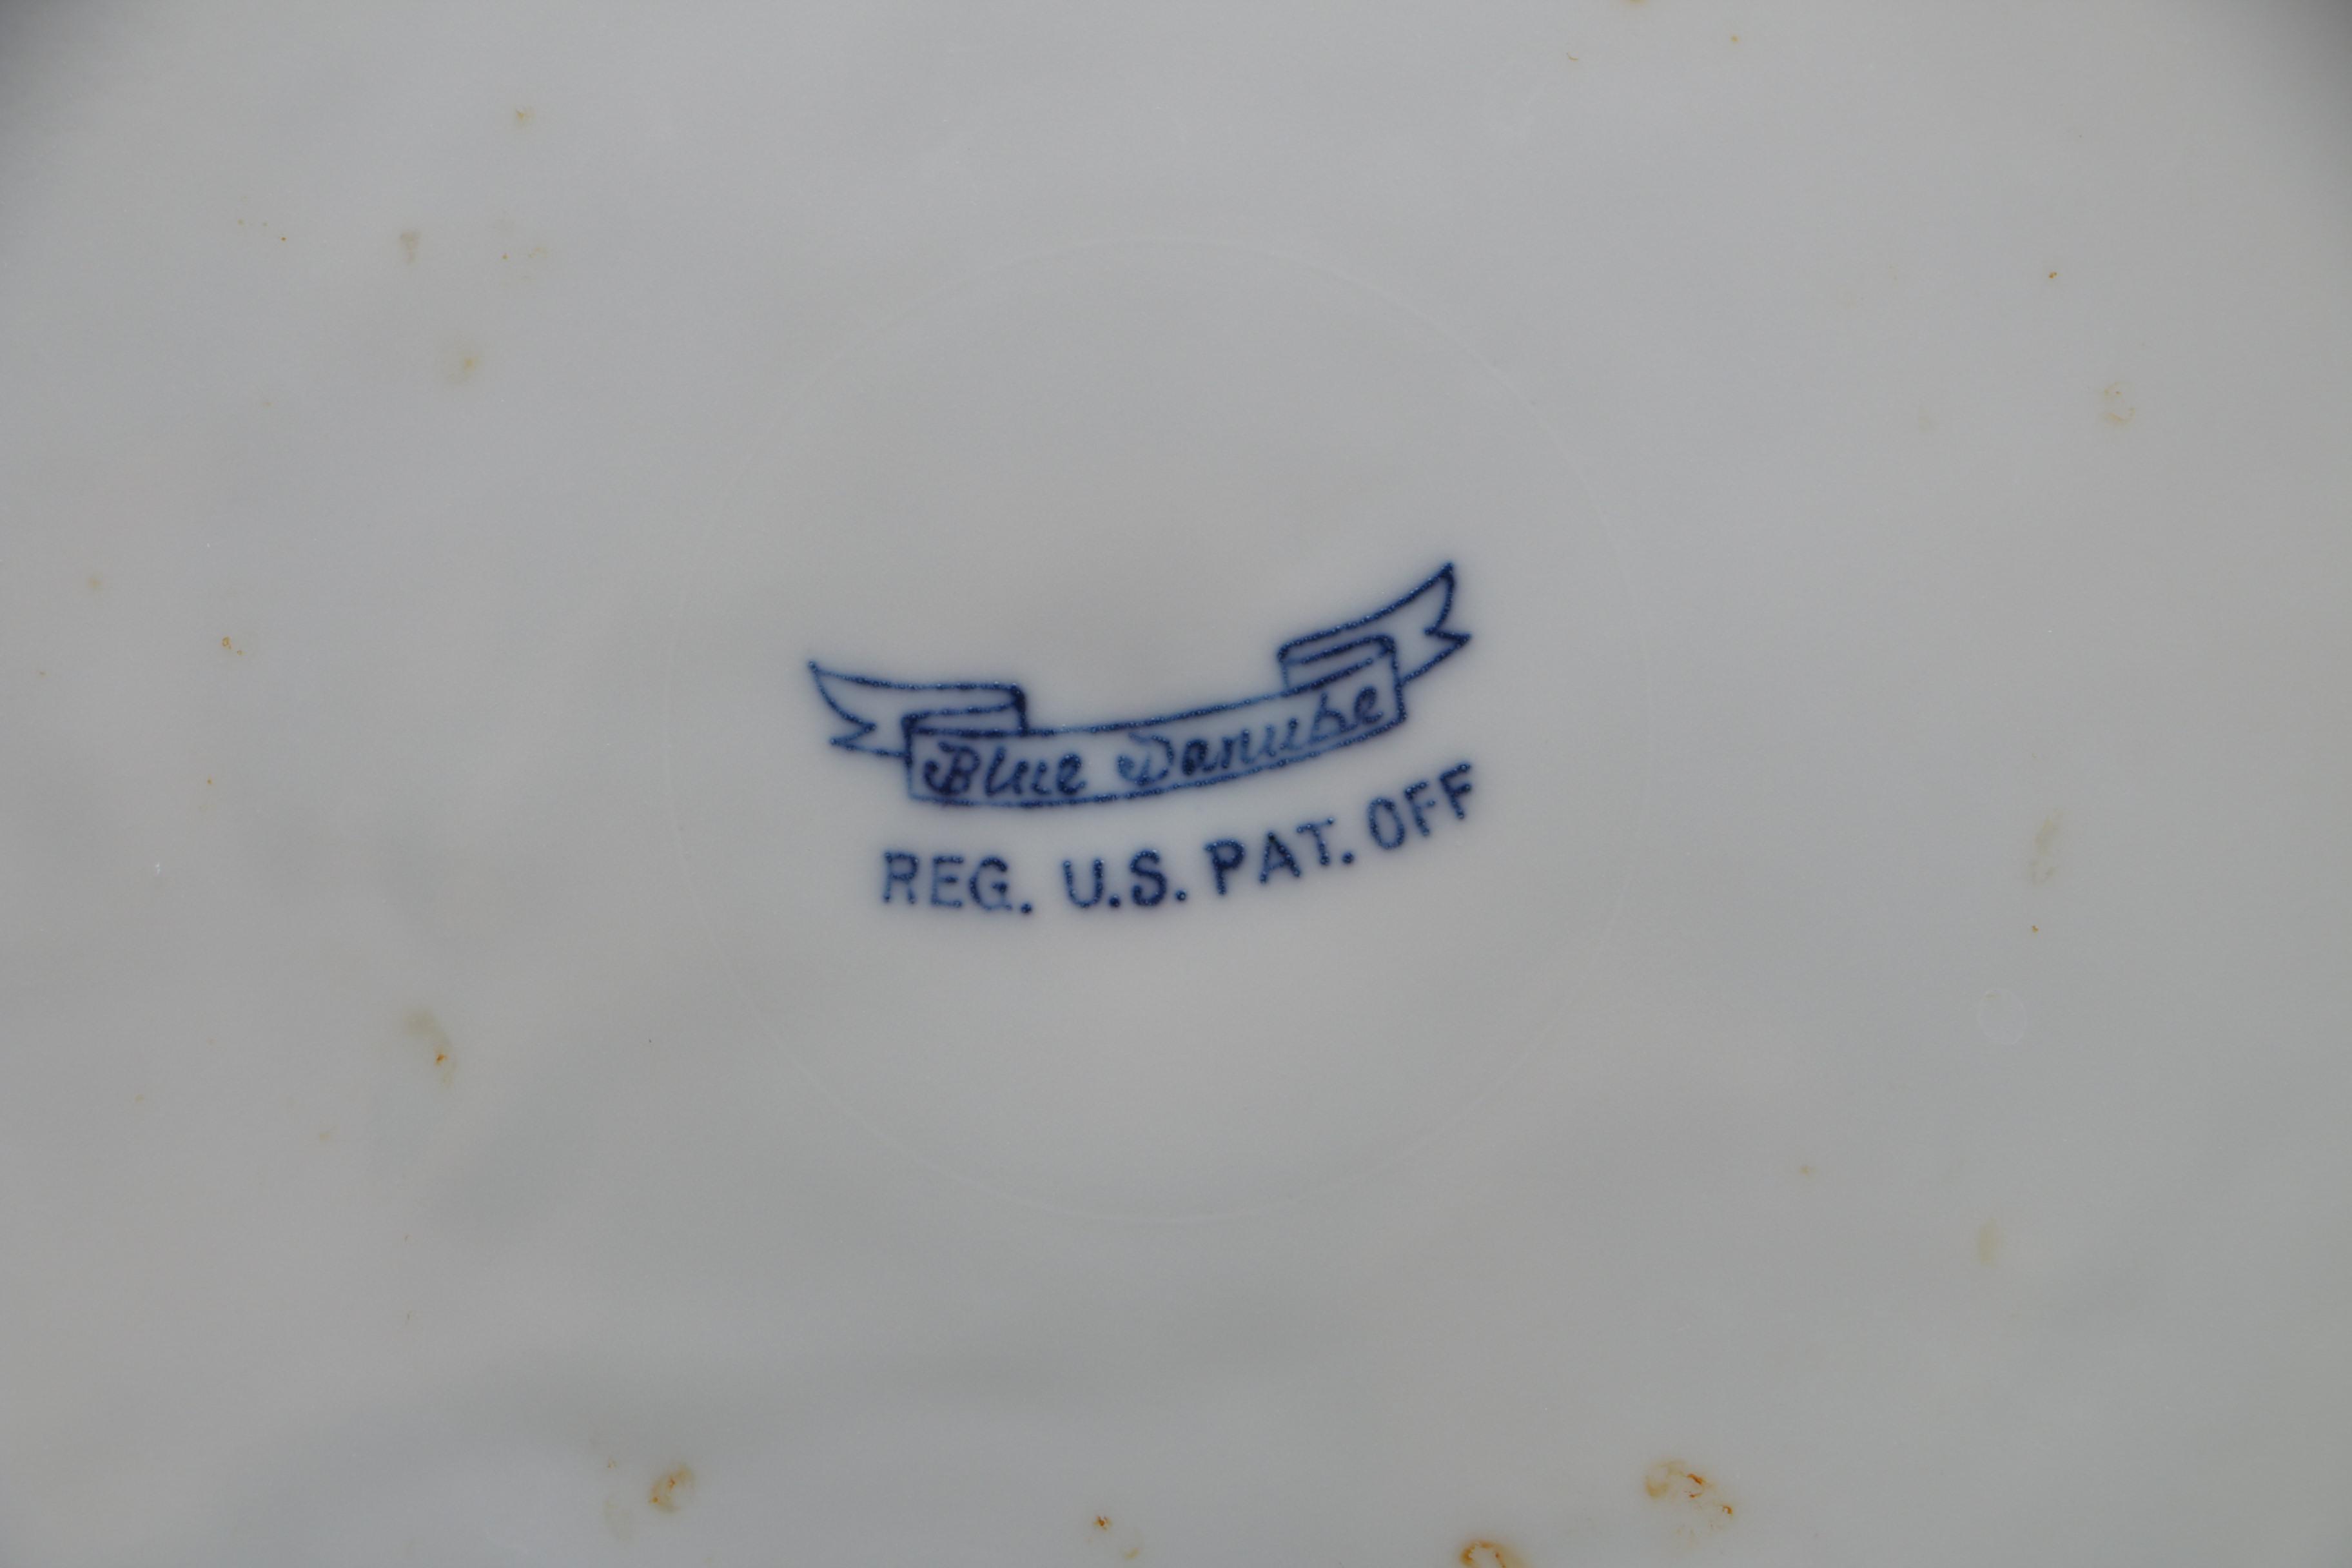 Blue Danube
REG. U.S. PAT. OFF